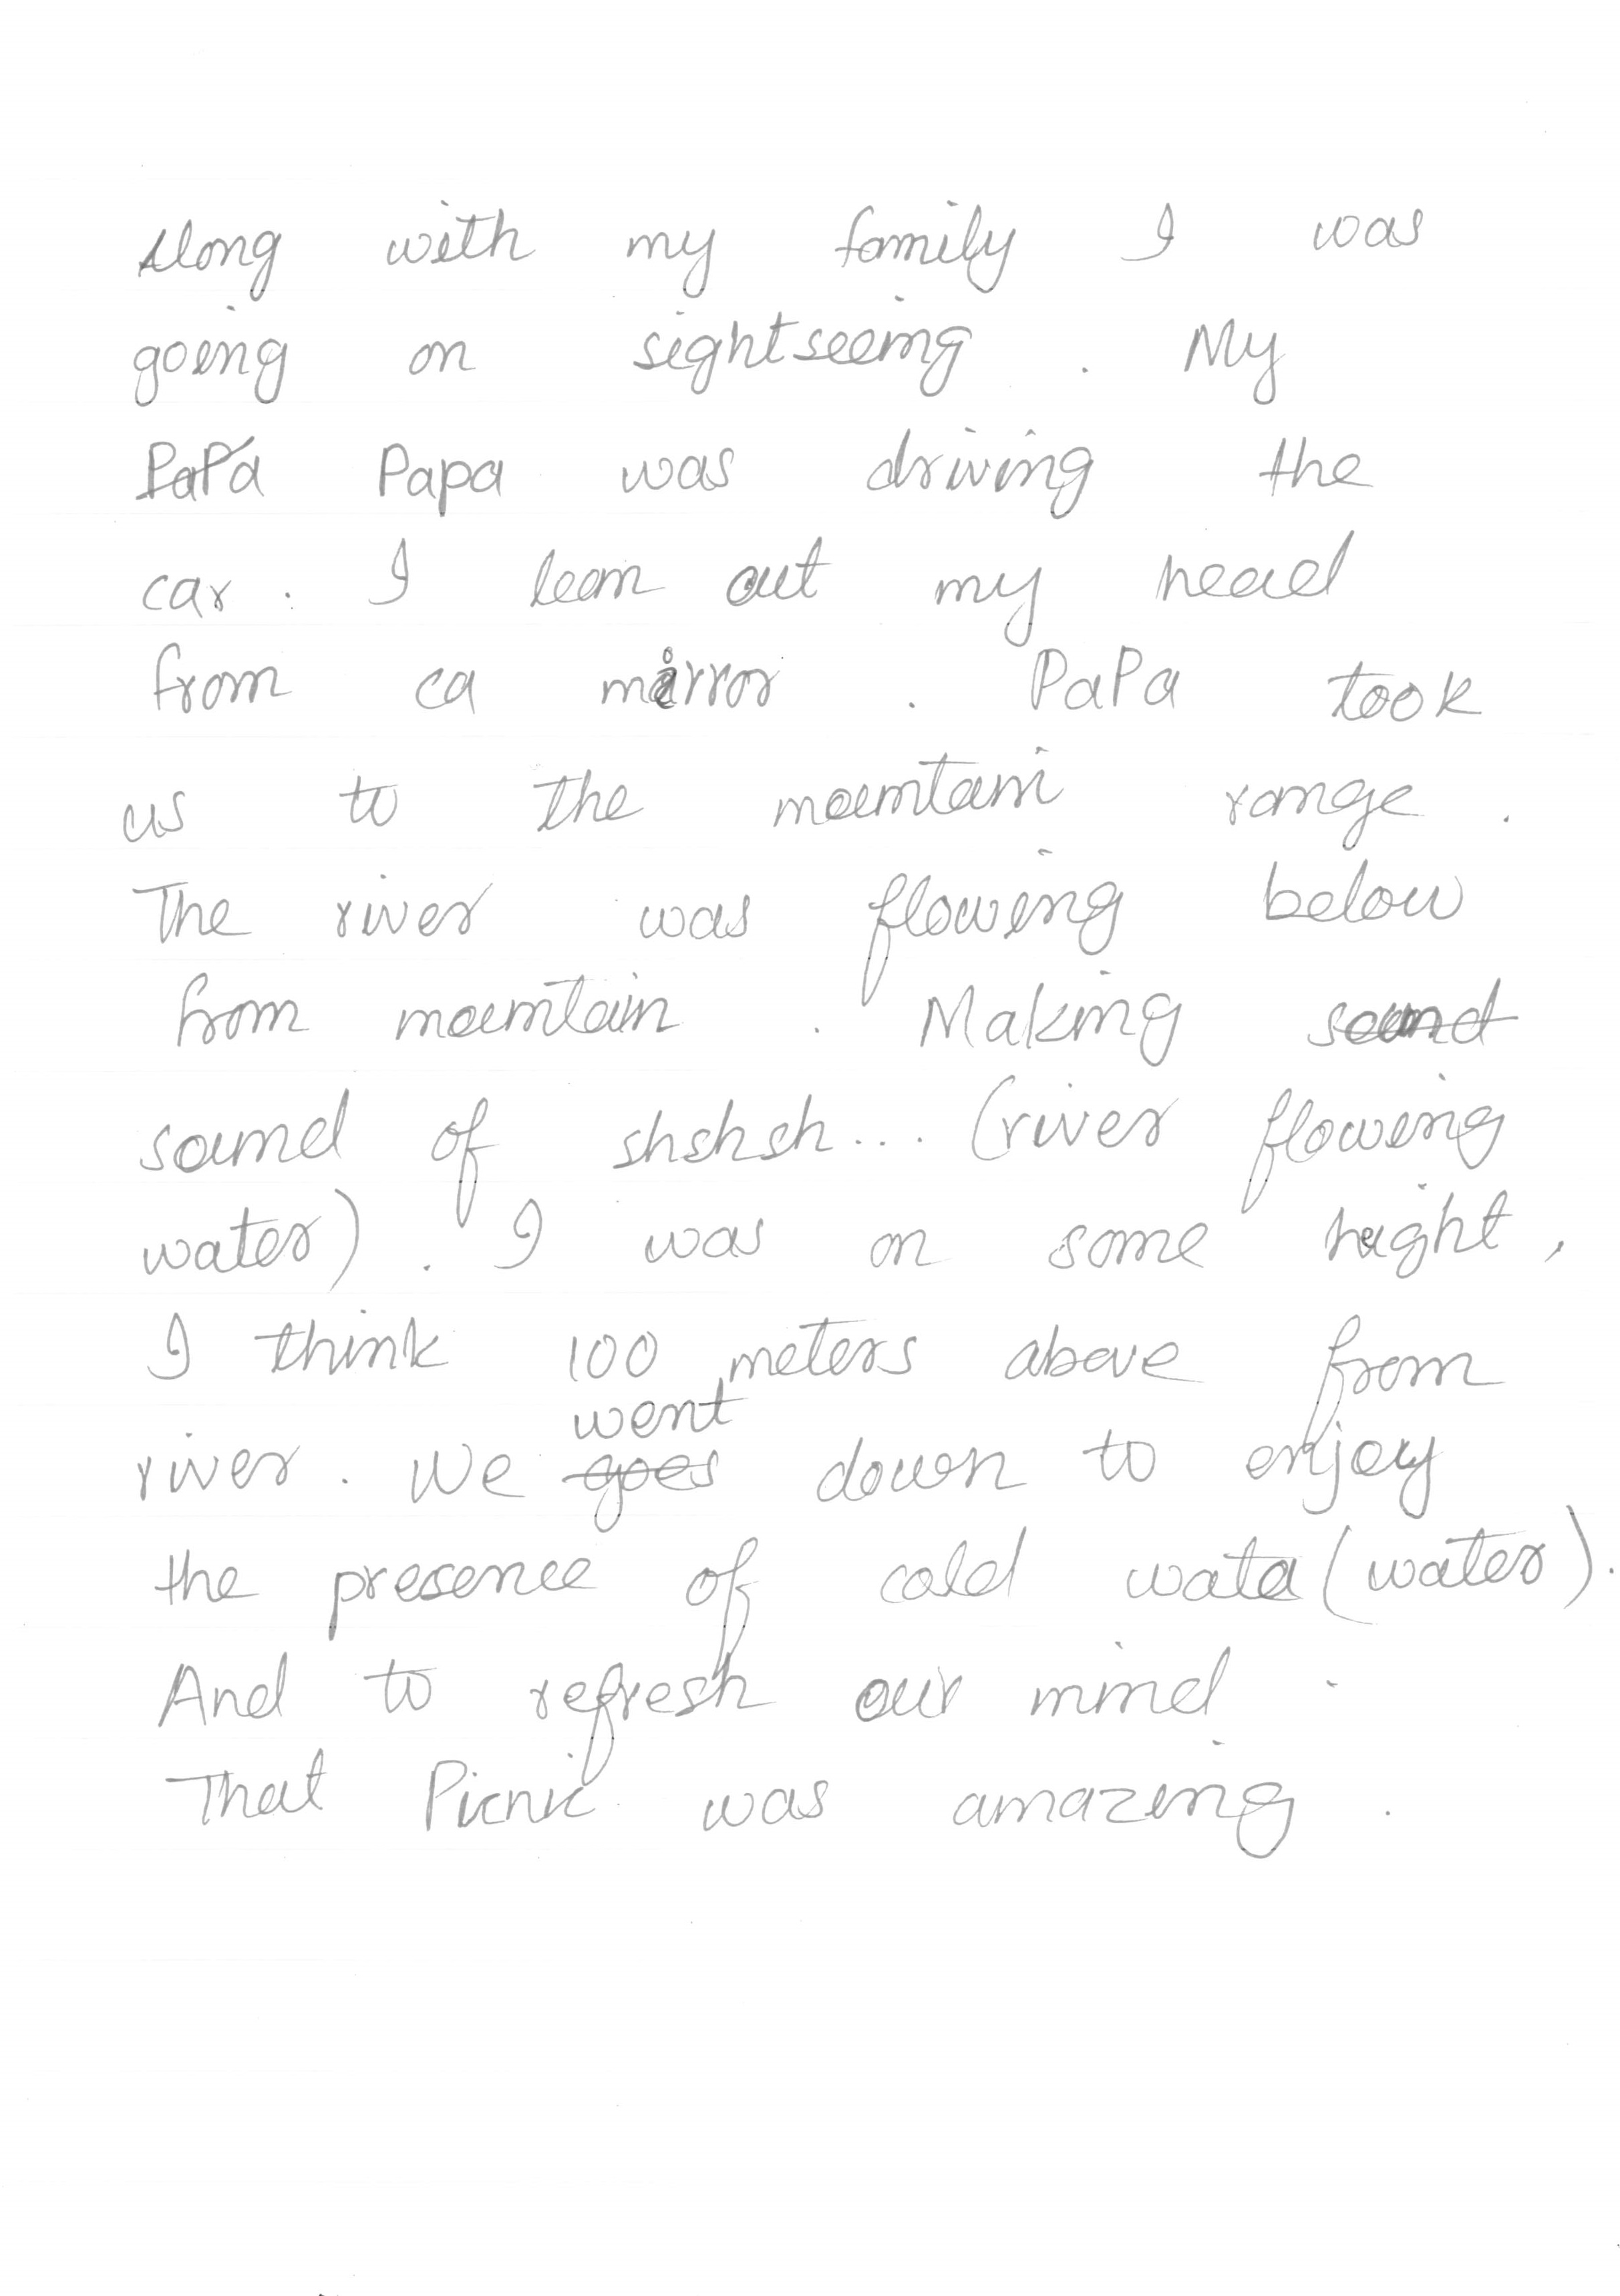 Along with my family I was
going on sightseeing . My
PaPa Papa was driving the
car . I lean out my head
from ca mirror . PaPa took
us to the mountain range .
The river was flowing below
from mountain . Making sound
sound of shshsh... (river flowing
water) . I was on some height ,
I think 100 meters above from
went
river . We goes down to enjoy
the presence of cold wata (water) .
And to refresh our mind .
That Picnic was amazing .